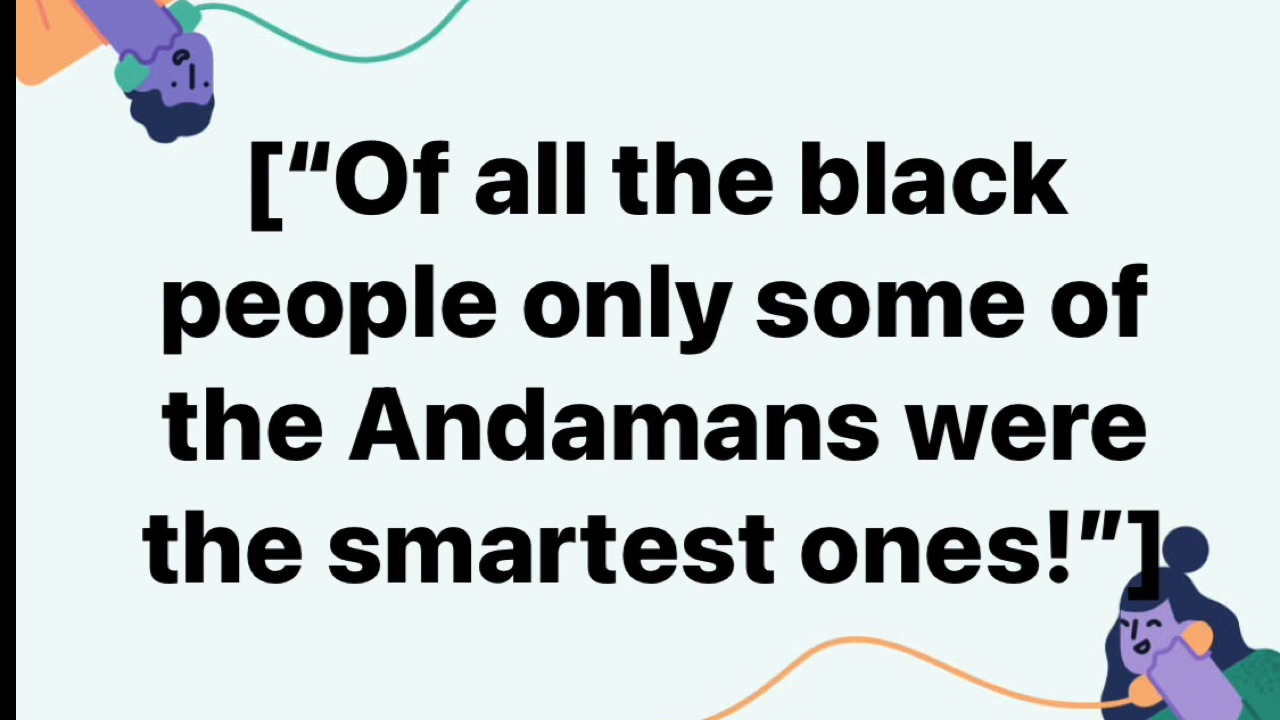 [“Of all the black
people only some of
the Andamans were
the smartest ones!”]